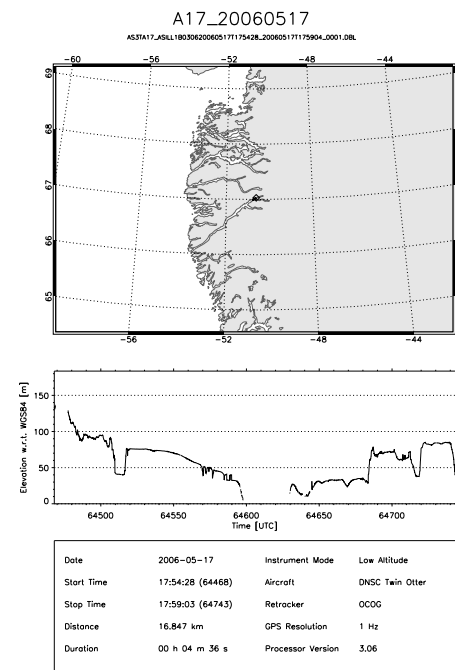 A17_20060517
AS3TA17_ASIWL1B030620060517T175428_20060517T175904_0001.DBL
-60 -56 -52 -48 -44
69
68
67
66
65
-56 -52 -48 -44
Elevation w.r.t. WGS84 [m]
150
100
50
0
64500 64550 64600 64650 64700
Time [UTC]
Date 2006-05-17 Instrument Mode Low Altitude
Start Time 17:54:28 (64468) Aircraft DNSC Twin Otter
Stop Time 17:59:03 (64743) Retracker OCOG
Distance 16.847 km GPS Resolution 1 Hz
Duration 00 h 04 m 36 s Processor Version 3.06